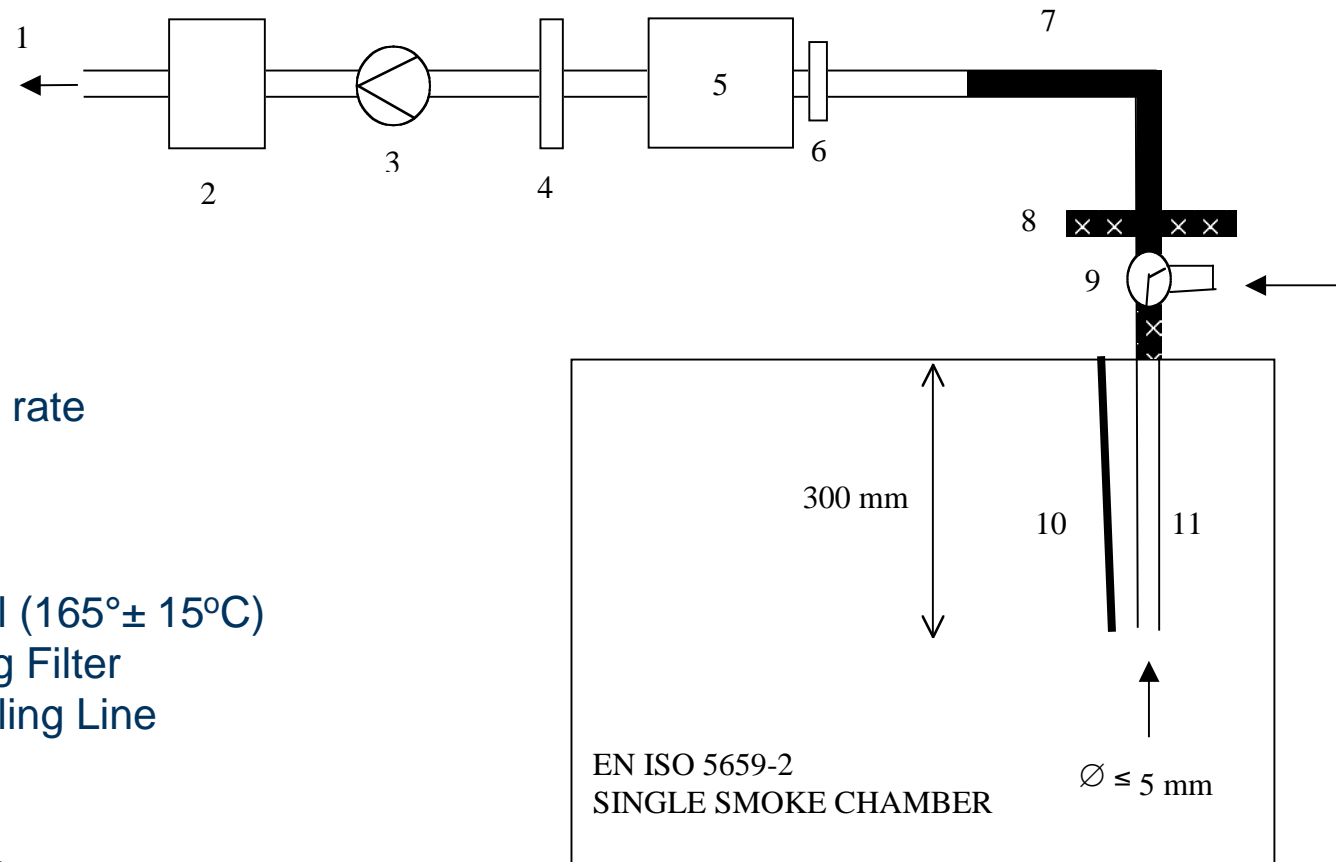 1
7
5
6
3
2
4
8
9
rate
300 mm
10
11
l (165°± 15ºC)
g Filter
ling Line
EN ISO 5659-2
SINGLE SMOKE CHAMBER
∅ ≤ 5 mm